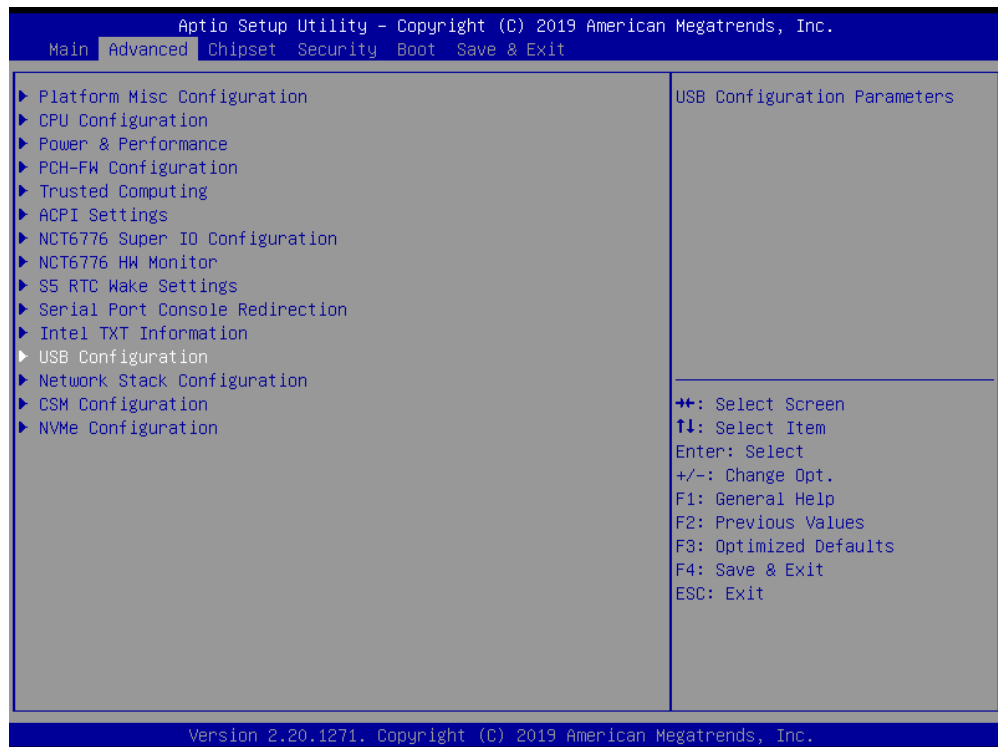 Aptio Setup Utility – Copyright (C) 2019 American Megatrends, Inc.
Main Advanced Chipset Security Boot Save & Exit
▶ Platform Misc Configuration
▶ CPU Configuration
▶ Power & Performance
▶ PCH-FW Configuration
▶ Trusted Computing
▶ ACPI Settings
▶ NCT6776 Super IO Configuration
▶ NCT6776 HW Monitor
▶ S5 RTC Wake Settings
▶ Serial Port Console Redirection
▶ Intel TXT Information
▶ USB Configuration
▶ Network Stack Configuration
▶ CSM Configuration
▶ NVMe Configuration
USB Configuration Parameters
→←: Select Screen
↑↓: Select Item
Enter: Select
+/-: Change Opt.
F1: General Help
F2: Previous Values
F3: Optimized Defaults
F4: Save & Exit
ESC: Exit
Version 2.20.1271. Copyright (C) 2019 American Megatrends, Inc.